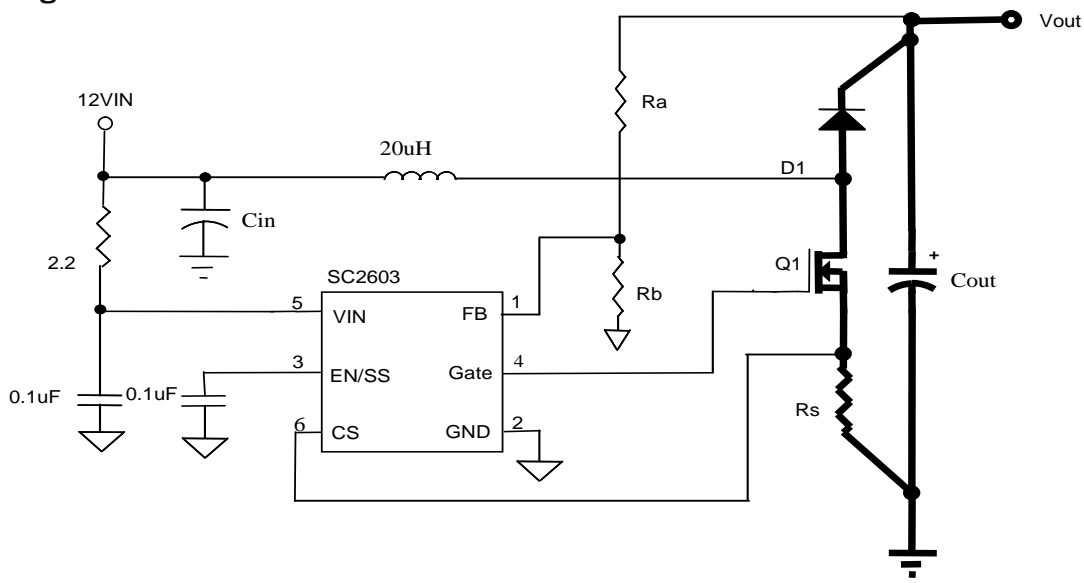 Vout
Ra
12VIN
20uH
D1
Cin
2.2
SC2603
Q1
+
Cout
Rb
5
VIN
FB
1
3
EN/SS
Gate
4
0.1uF
0.1uF
Rs
6
CS
GND
2